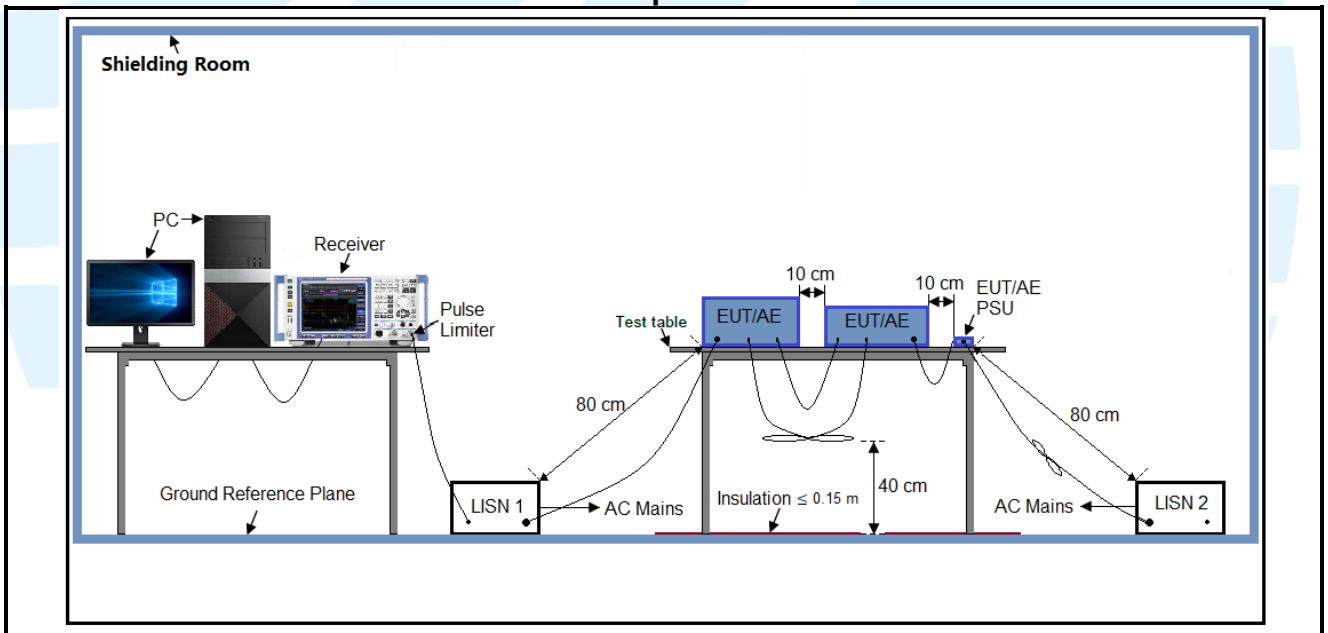 Shielding Room
PC
Receiver
Pulse
Limiter
10 cm
10 cm
EUT/AE
PSU
Test table
EUT/AE
EUT/AE
80 cm
80 cm
40 cm
Ground Reference Plane
LISN 1
AC Mains
Insulation ≤ 0.15 m
AC Mains
LISN 2